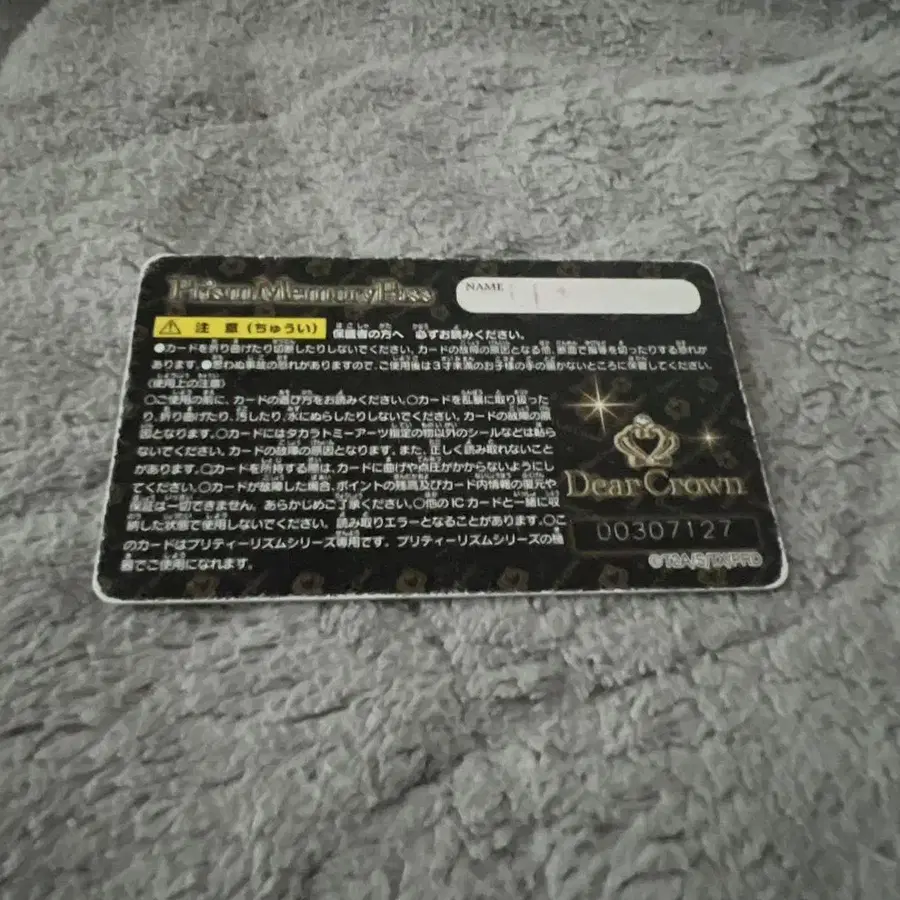 Prism Memory Pass
NAME
注意(ちゅうい) 保護者の方へ 必ずお読みください。
●カードを折り曲げたり切断したりしないでください。カードの故障の原因となる他、断面で指等を切ったりする恐れが
あります。●思わぬ事故の恐れがありますので、ご使用後は3才未満のお子様の手の届かないところに保管してください。
(使用上の注意)
○ご使用の前に、カードの遊び方をお読みください。○カードを乱暴に取り扱った
り、折り曲げたり、汚したり、水にぬらしたりしないでください。カードの故障の原
因となります。○カードにはタカラトミーアーツ指定の物以外のシールなどは貼ら
ないでください。カードの故障の原因となります。また、正しく読み取れないこと
があります。○カードを所持する際は、カードに曲げや点圧がかからないようにし
てください。○カードが故障した場合、ポイントの残高及びカード内情報の復元や
保証は一切できません。あらかじめご了承ください。○他のICカードと一緒に収
納した状態で使用しないでください。読み取りエラーとなることがあります。○こ
のカードはプリティーリズムシリーズ専用です。プリティーリズムシリーズの機
器でご使用になれます。
Dear Crown
00307127
©T2A/S/TX/PRD